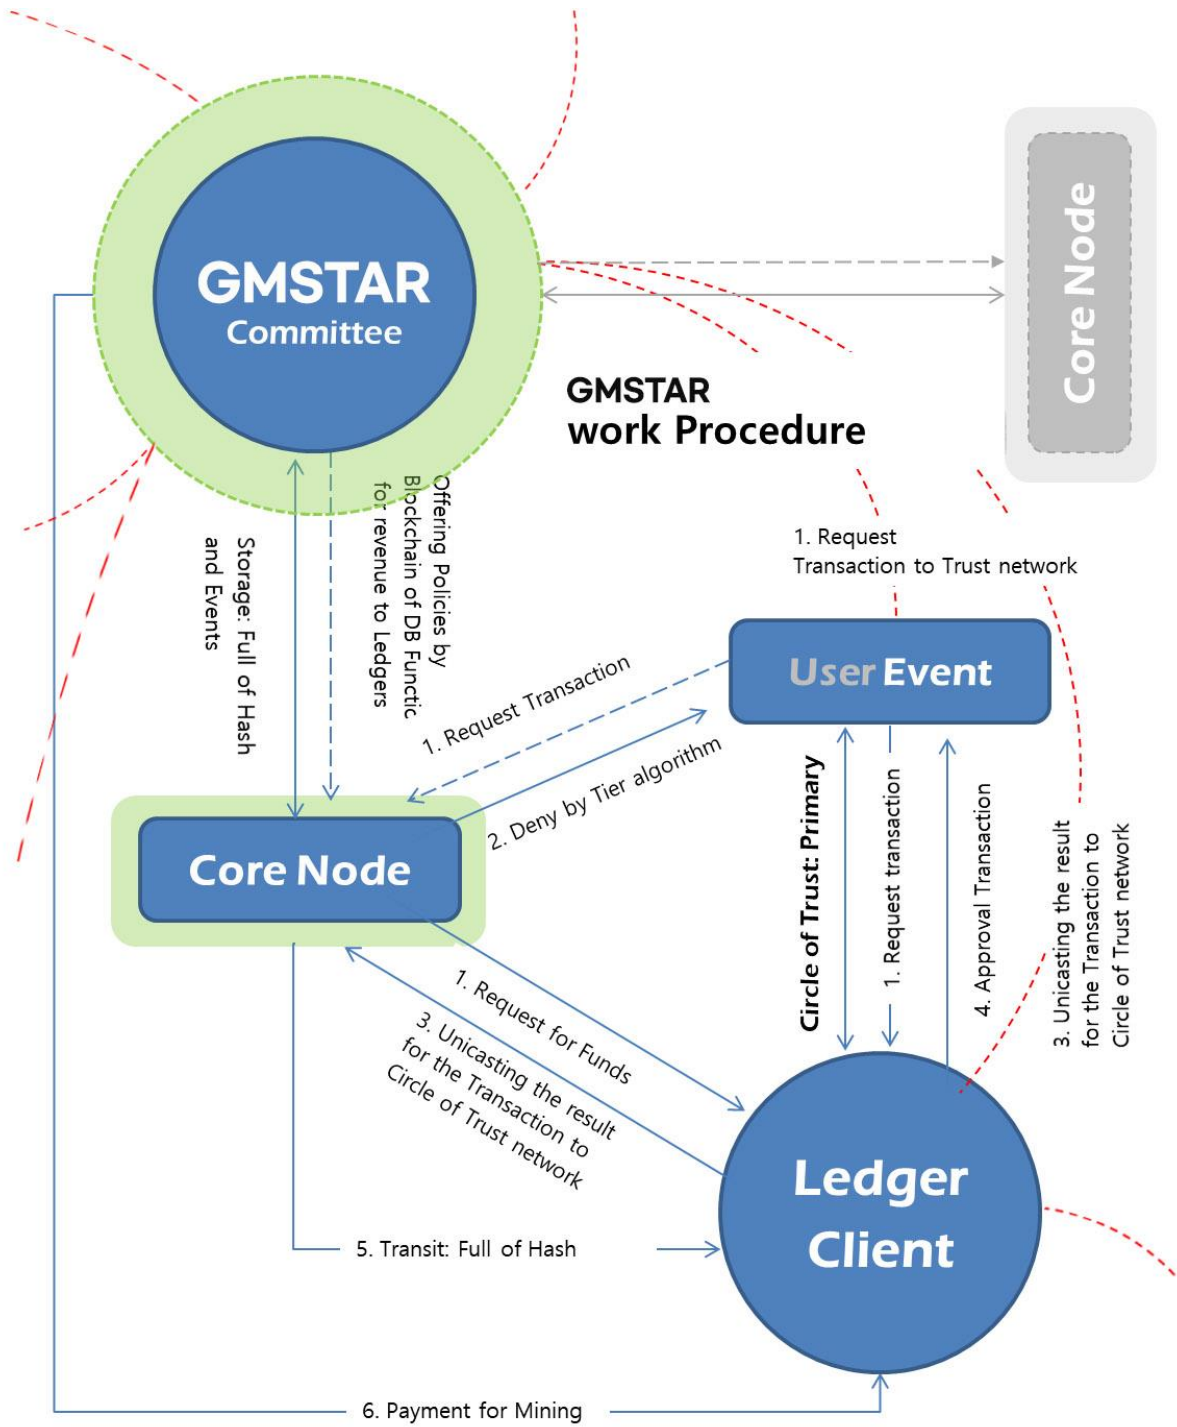 GMSTAR
Committee
Core Node
GMSTAR
work Procedure
Offering Policies by
Blockchain of DB Functic
for revenue to Ledgers
Storage: Full of Hash
and Events
1. Request
Transaction to Trust network
User Event
1. Request Transaction
2. Deny by Tier algorithm
Core Node
Circle of Trust: Primary
1. Request transaction
4. Approval Transaction
3. Unicasting the result
for the Transaction to
Circle of Trust network
1. Request for Funds
3. Unicasting the result
for the Transaction to
Circle of Trust network
Ledger
Client
5. Transit: Full of Hash
6. Payment for Mining